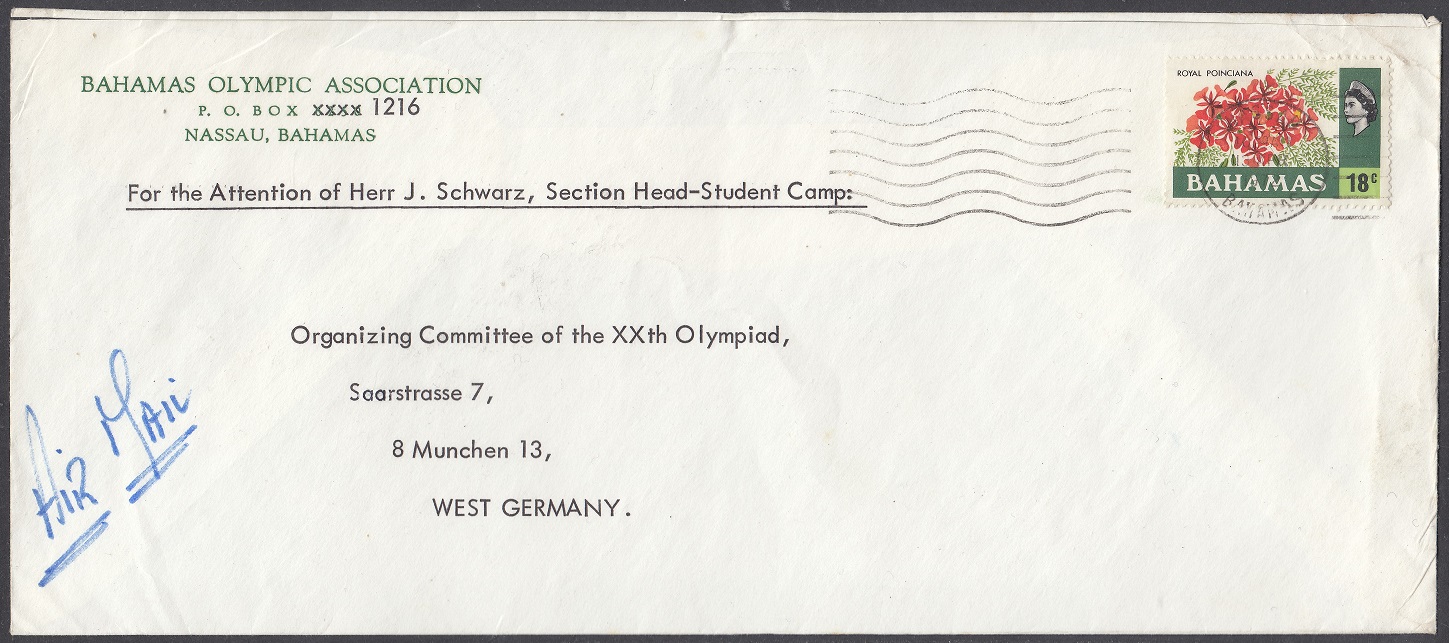 BAHAMAS OLYMPIC ASSOCIATION
P. O. BOX xxxx 1216
NASSAU, BAHAMAS
For the Attention of Herr J. Schwarz, Section Head-Student Camp:
ROYAL POINCIANA
BAHAMAS 18c
BAHAMAS
Organizing Committee of the XXth Olympiad,
Saarstrasse 7,
8 Munchen 13,
WEST GERMANY.
AIR MAIL